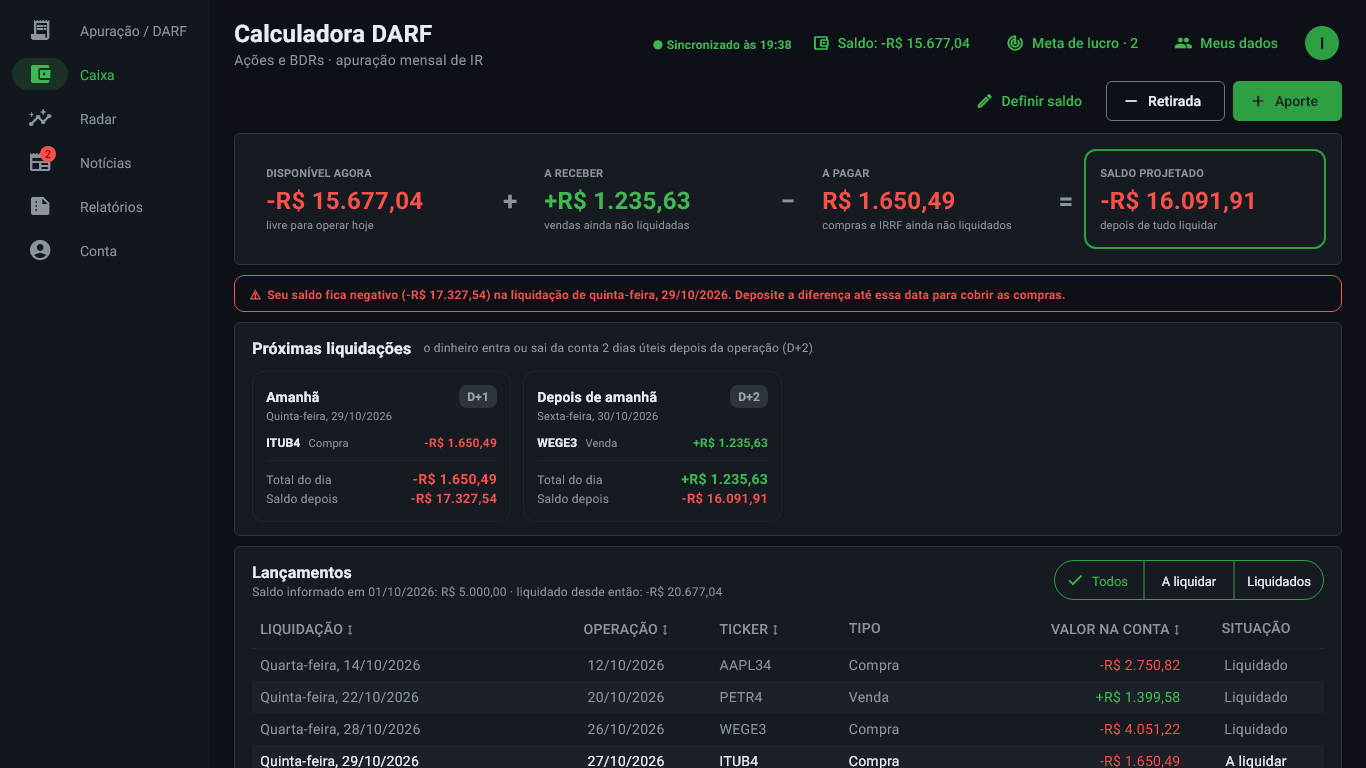 Apuração / DARF
Caixa
Radar
2
Notícias
Relatórios
Conta
Calculadora DARF
Ações e BDRs · apuração mensal de IR
Sincronizado às 19:38
Saldo: -R$ 15.677,04
Meta de lucro · 2
Meus dados
I
Definir saldo
− Retirada
+ Aporte
DISPONÍVEL AGORA
-R$ 15.677,04
livre para operar hoje
+
A RECEBER
+R$ 1.235,63
vendas ainda não liquidadas
−
A PAGAR
R$ 1.650,49
compras e IRRF ainda não liquidados
=
SALDO PROJETADO
-R$ 16.091,91
depois de tudo liquidar
⚠ Seu saldo fica negativo (-R$ 17.327,54) na liquidação de quinta-feira, 29/10/2026. Deposite a diferença até essa data para cobrir as compras.
Próximas liquidações o dinheiro entra ou sai da conta 2 dias úteis depois da operação (D+2)
Amanhã D+1
Quinta-feira, 29/10/2026
ITUB4 Compra -R$ 1.650,49
Total do dia -R$ 1.650,49
Saldo depois -R$ 17.327,54
Depois de amanhã D+2
Sexta-feira, 30/10/2026
WEGE3 Venda +R$ 1.235,63
Total do dia +R$ 1.235,63
Saldo depois -R$ 16.091,91
Lançamentos
Saldo informado em 01/10/2026: R$ 5.000,00 · liquidado desde então: -R$ 20.677,04
Todos A liquidar Liquidados
LIQUIDAÇÃO ↕ OPERAÇÃO ↕ TICKER ↕ TIPO VALOR NA CONTA ↕ SITUAÇÃO
Quarta-feira, 14/10/2026 12/10/2026 AAPL34 Compra -R$ 2.750,82 Liquidado
Quinta-feira, 22/10/2026 20/10/2026 PETR4 Venda +R$ 1.399,58 Liquidado
Quarta-feira, 28/10/2026 26/10/2026 WEGE3 Compra -R$ 4.051,22 Liquidado
Quinta-feira, 29/10/2026 27/10/2026 ITUB4 Compra -R$ 1.650,49 A liquidar